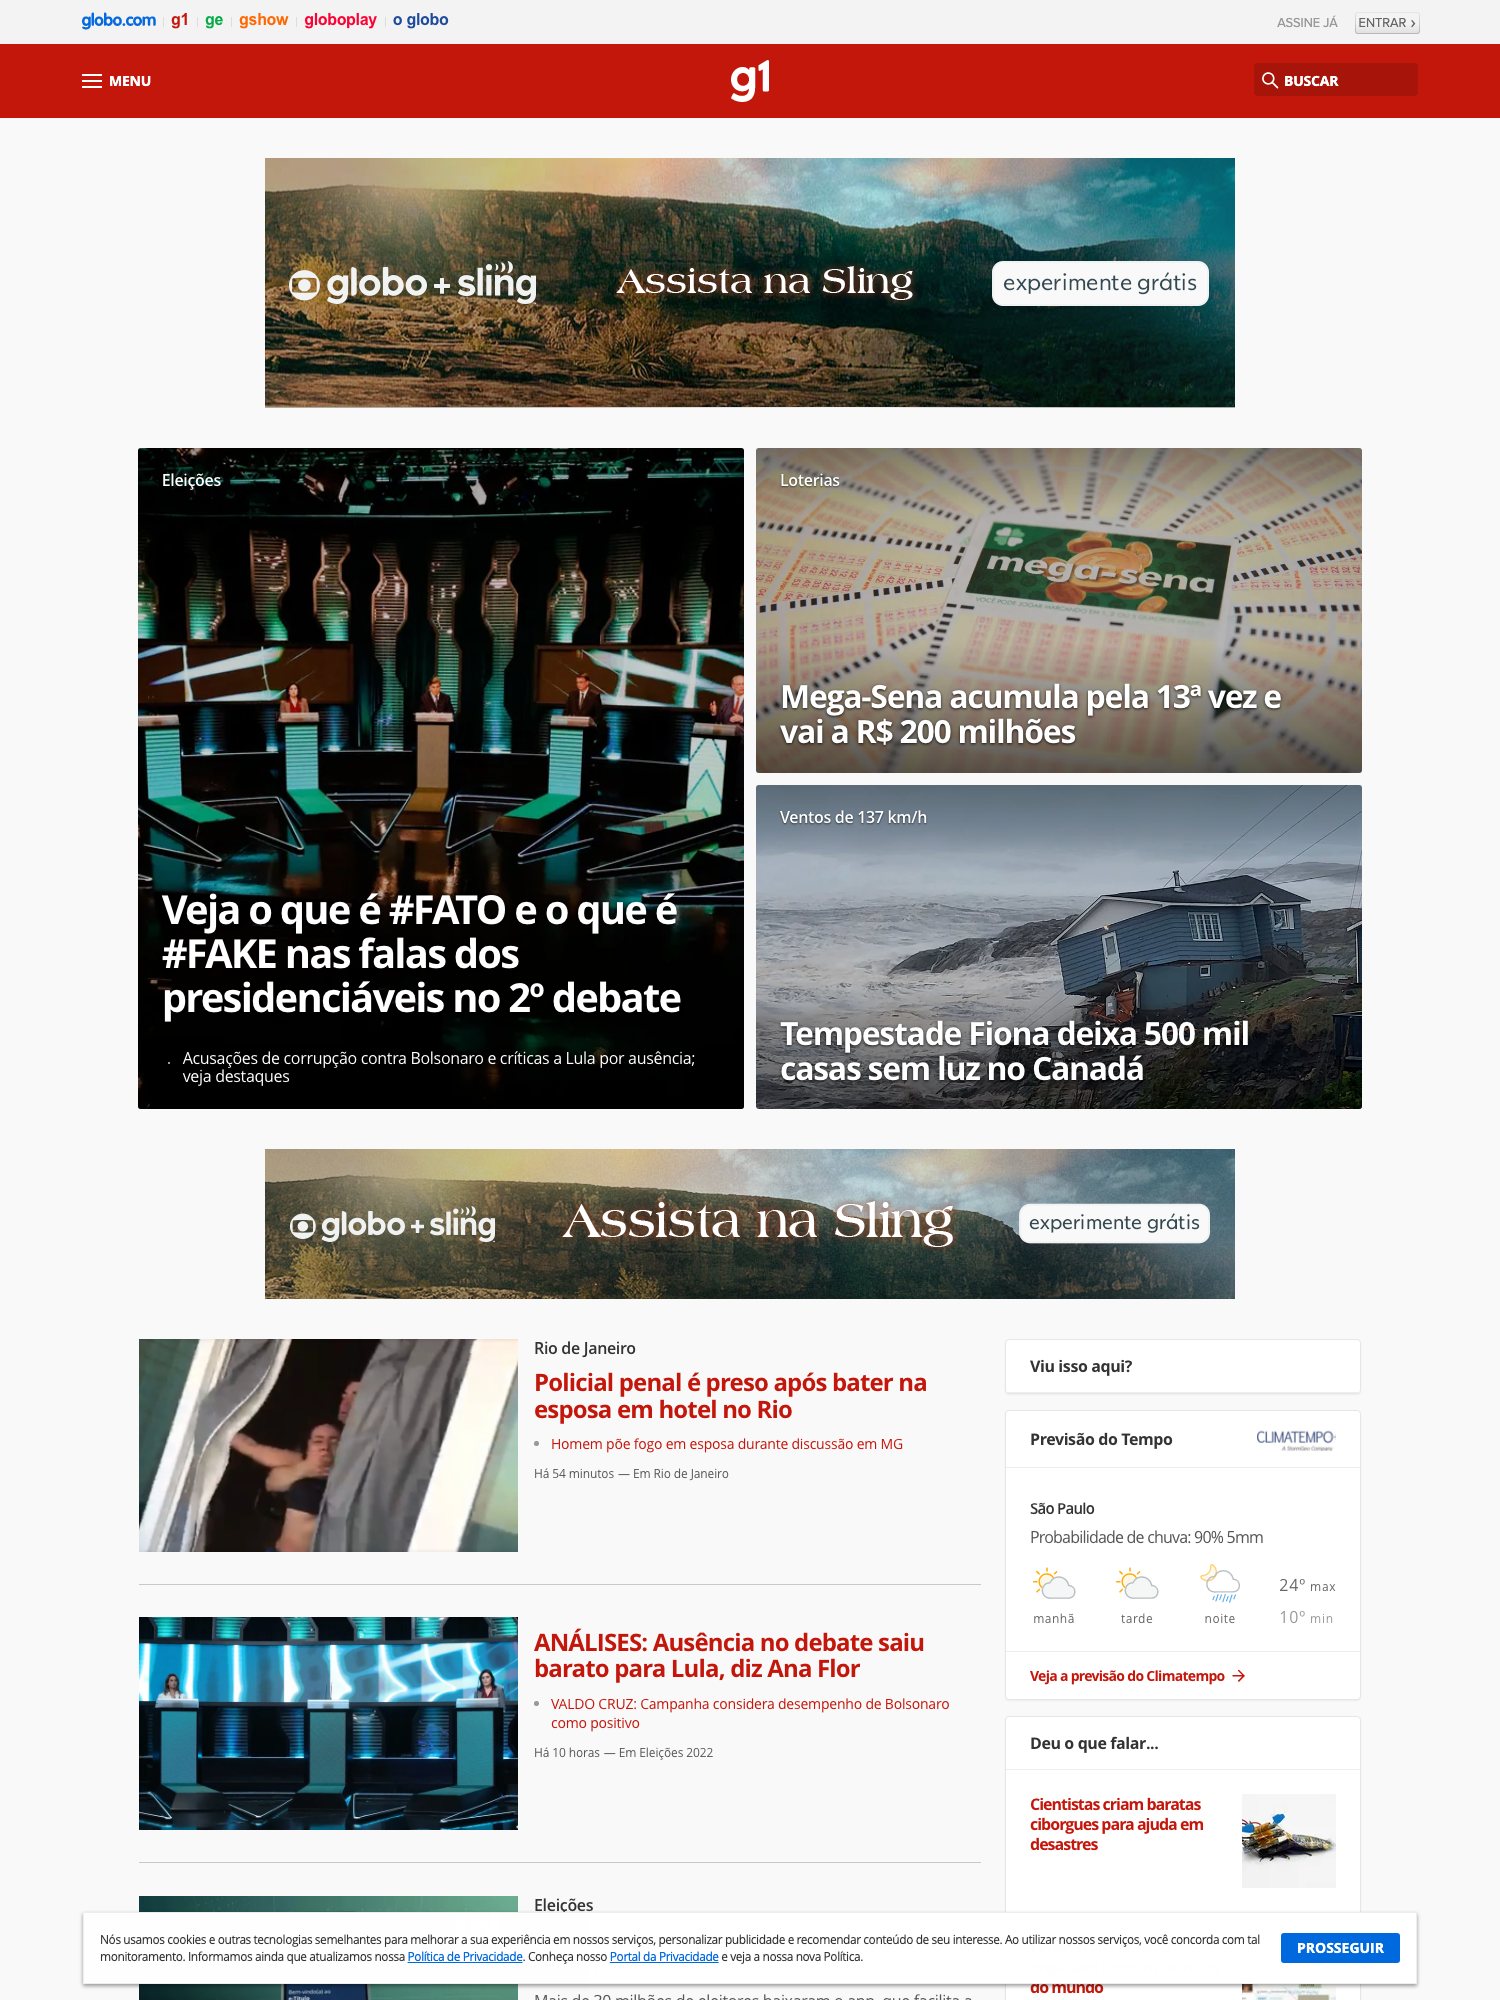 globo.com g1 ge gshow globoplay o globo
ASSINE JÁ ENTRAR
MENU
g1
BUSCAR
globo + sling
Assista na Sling
experimente grátis
Eleições
Veja o que é #FATO e o que é
#FAKE nas falas dos
presidenciáveis no 2º debate
. Acusações de corrupção contra Bolsonaro e críticas a Lula por ausência;
veja destaques
Loterias
mega-sena
Mega-Sena acumula pela 13ª vez e
vai a R$ 200 milhões
Ventos de 137 km/h
Tempestade Fiona deixa 500 mil
casas sem luz no Canadá
globo + sling
Assista na Sling
experimente grátis
Rio de Janeiro
Policial penal é preso após bater na
esposa em hotel no Rio
• Homem põe fogo em esposa durante discussão em MG
Há 54 minutos — Em Rio de Janeiro
ANÁLISES: Ausência no debate saiu
barato para Lula, diz Ana Flor
• VALDO CRUZ: Campanha considera desempenho de Bolsonaro
como positivo
Há 10 horas — Em Eleições 2022
Eleições
Viu isso aqui?
Previsão do Tempo
CLIMATEMPO
A StormGeo Company
São Paulo
Probabilidade de chuva: 90% 5mm
manhã tarde noite
24º max
10º min
Veja a previsão do Climatempo →
Deu o que falar...
Cientistas criam baratas
ciborgues para ajuda em
desastres
do mundo
Nós usamos cookies e outras tecnologias semelhantes para melhorar a sua experiência em nossos serviços, personalizar publicidade e recomendar conteúdo de seu interesse. Ao utilizar nossos serviços, você concorda com tal
monitoramento. Informamos ainda que atualizamos nossa Política de Privacidade. Conheça nosso Portal da Privacidade e veja a nossa nova Política.
PROSSEGUIR
Bem-vindo(a) ao
e-Título
Mais de 30 milhões de eleitores baixaram o app, que facilita a